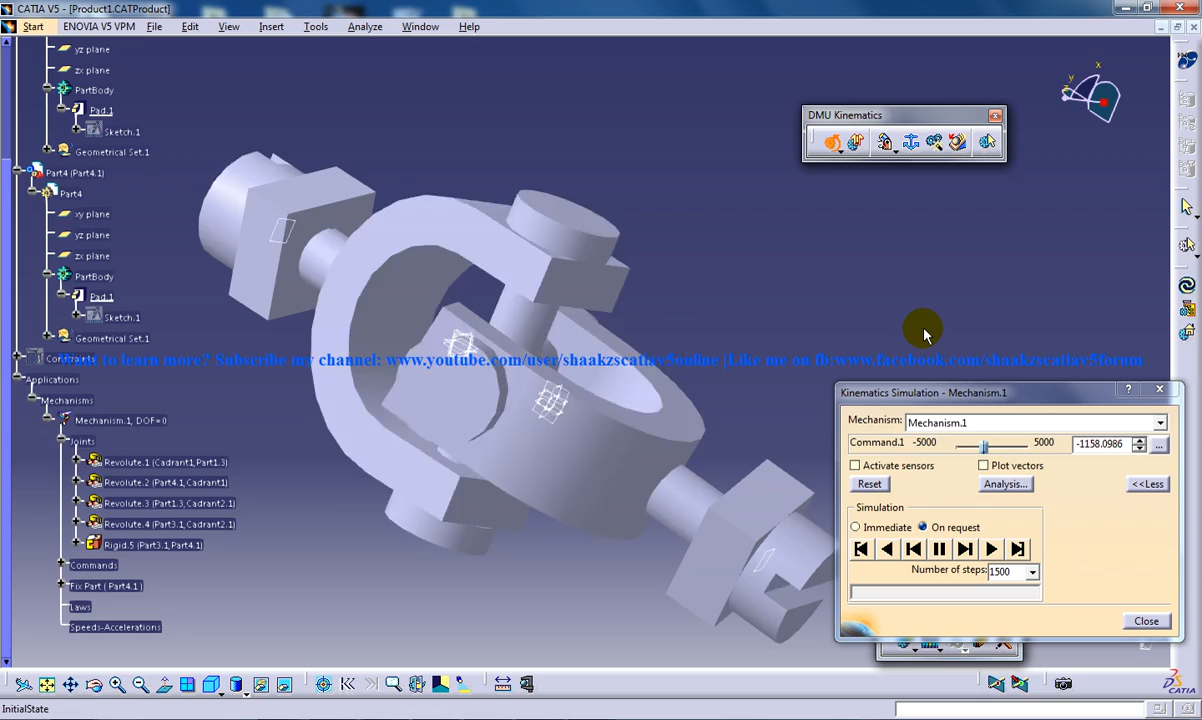 CATIA V5 - [Product1.CATProduct]
Start ENOVIA V5 VPM File Edit View Insert Tools Analyze Window Help
yz plane
zx plane
PartBody
Pad.1
Sketch.1
Geometrical Set.1
Part4 (Part4.1)
Part4
xy plane
yz plane
zx plane
PartBody
Pad.1
Sketch.1
Geometrical Set.1
Applications
Mechanisms
Mechanism.1, DOF=0
Joints
Revolute.1 (Cadrant1,Part1.3)
Revolute.2 (Part4.1,Cadrant1)
Revolute.3 (Part1.3,Cadrant2.1)
Revolute.4 (Part3.1,Cadrant2.1)
Rigid.5 (Part3.1,Part4.1)
Commands
Fix Part ( Part4.1 )
Laws
Speeds-Accelerations
x
y
z
DMU Kinematics
Want to learn more? Subscribe my channel: www.youtube.com/user/shaakzscatiav5online |Like me on fb:www.facebook.com/shaakzscatiav5forum
Kinematics Simulation - Mechanism.1
Mechanism: Mechanism.1
Command.1 -5000 5000 -1158.0986 ...
Activate sensors Plot vectors
Reset Analysis... <<Less
Simulation
Immediate On request
Number of steps: 1500
Close
CATIA
InitialState